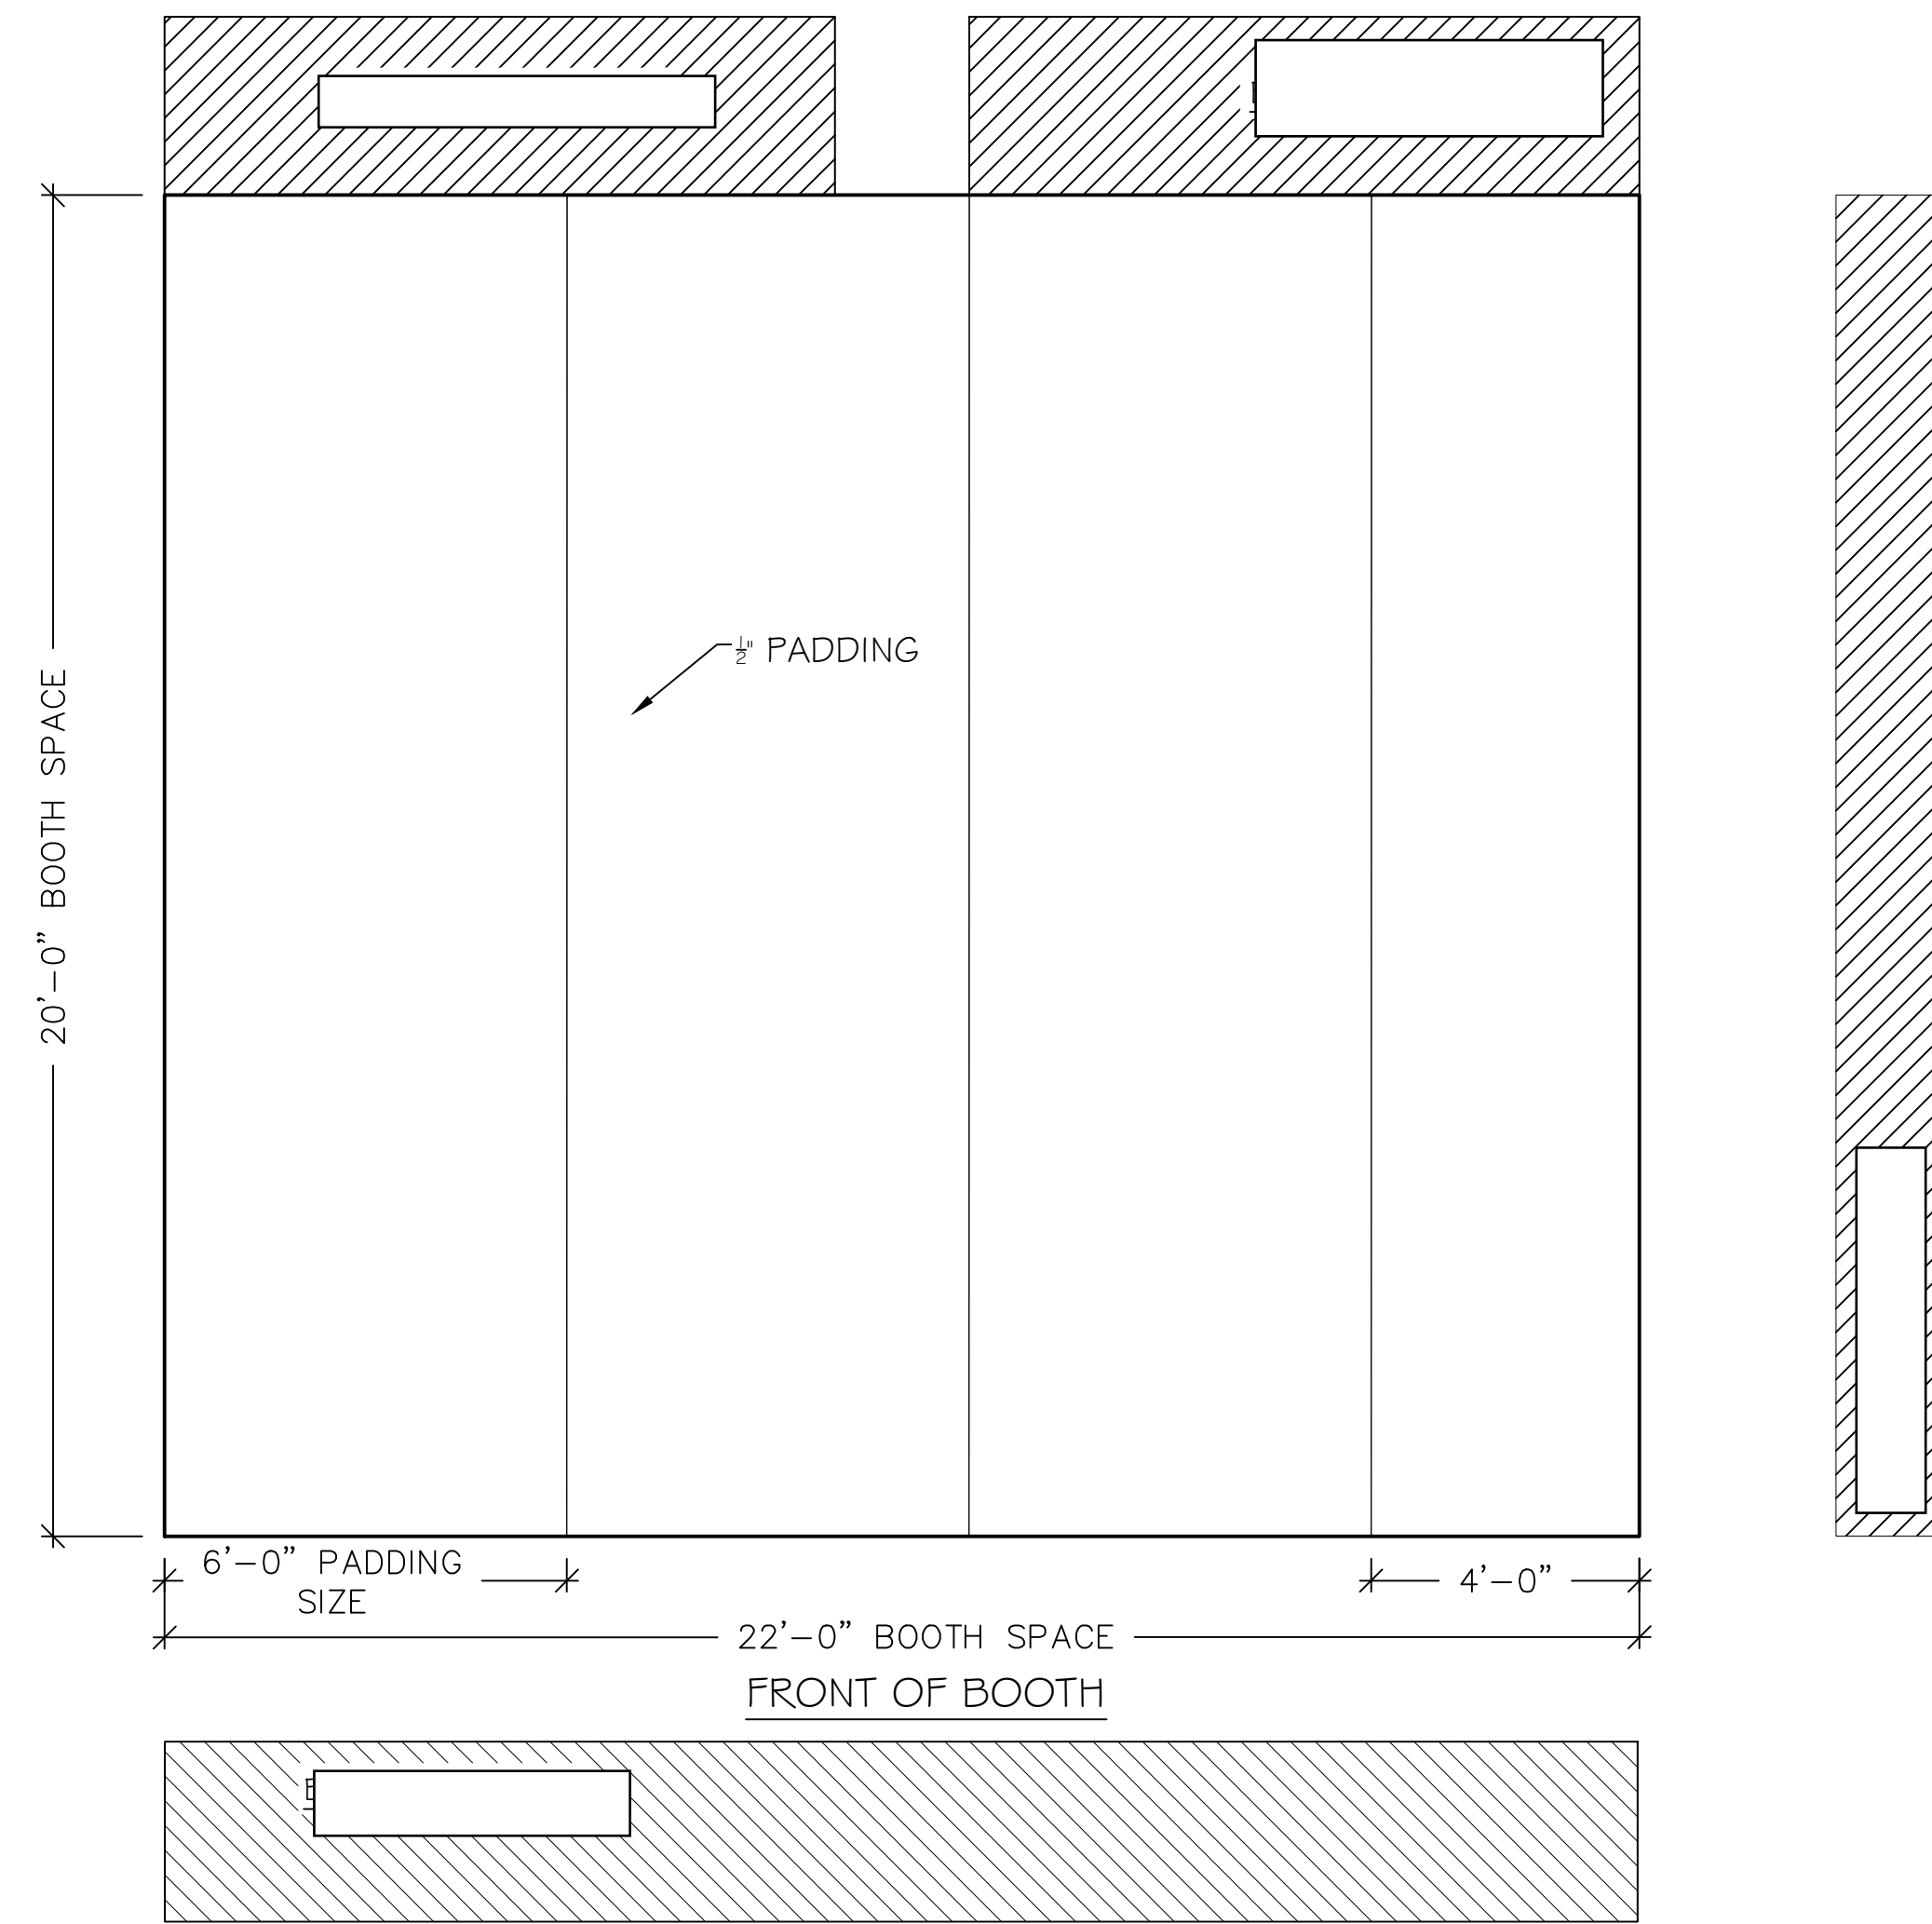 ½" PADDING
20'-0" BOOTH SPACE
6'-0" PADDING
SIZE
4'-0"
22'-0" BOOTH SPACE
FRONT OF BOOTH